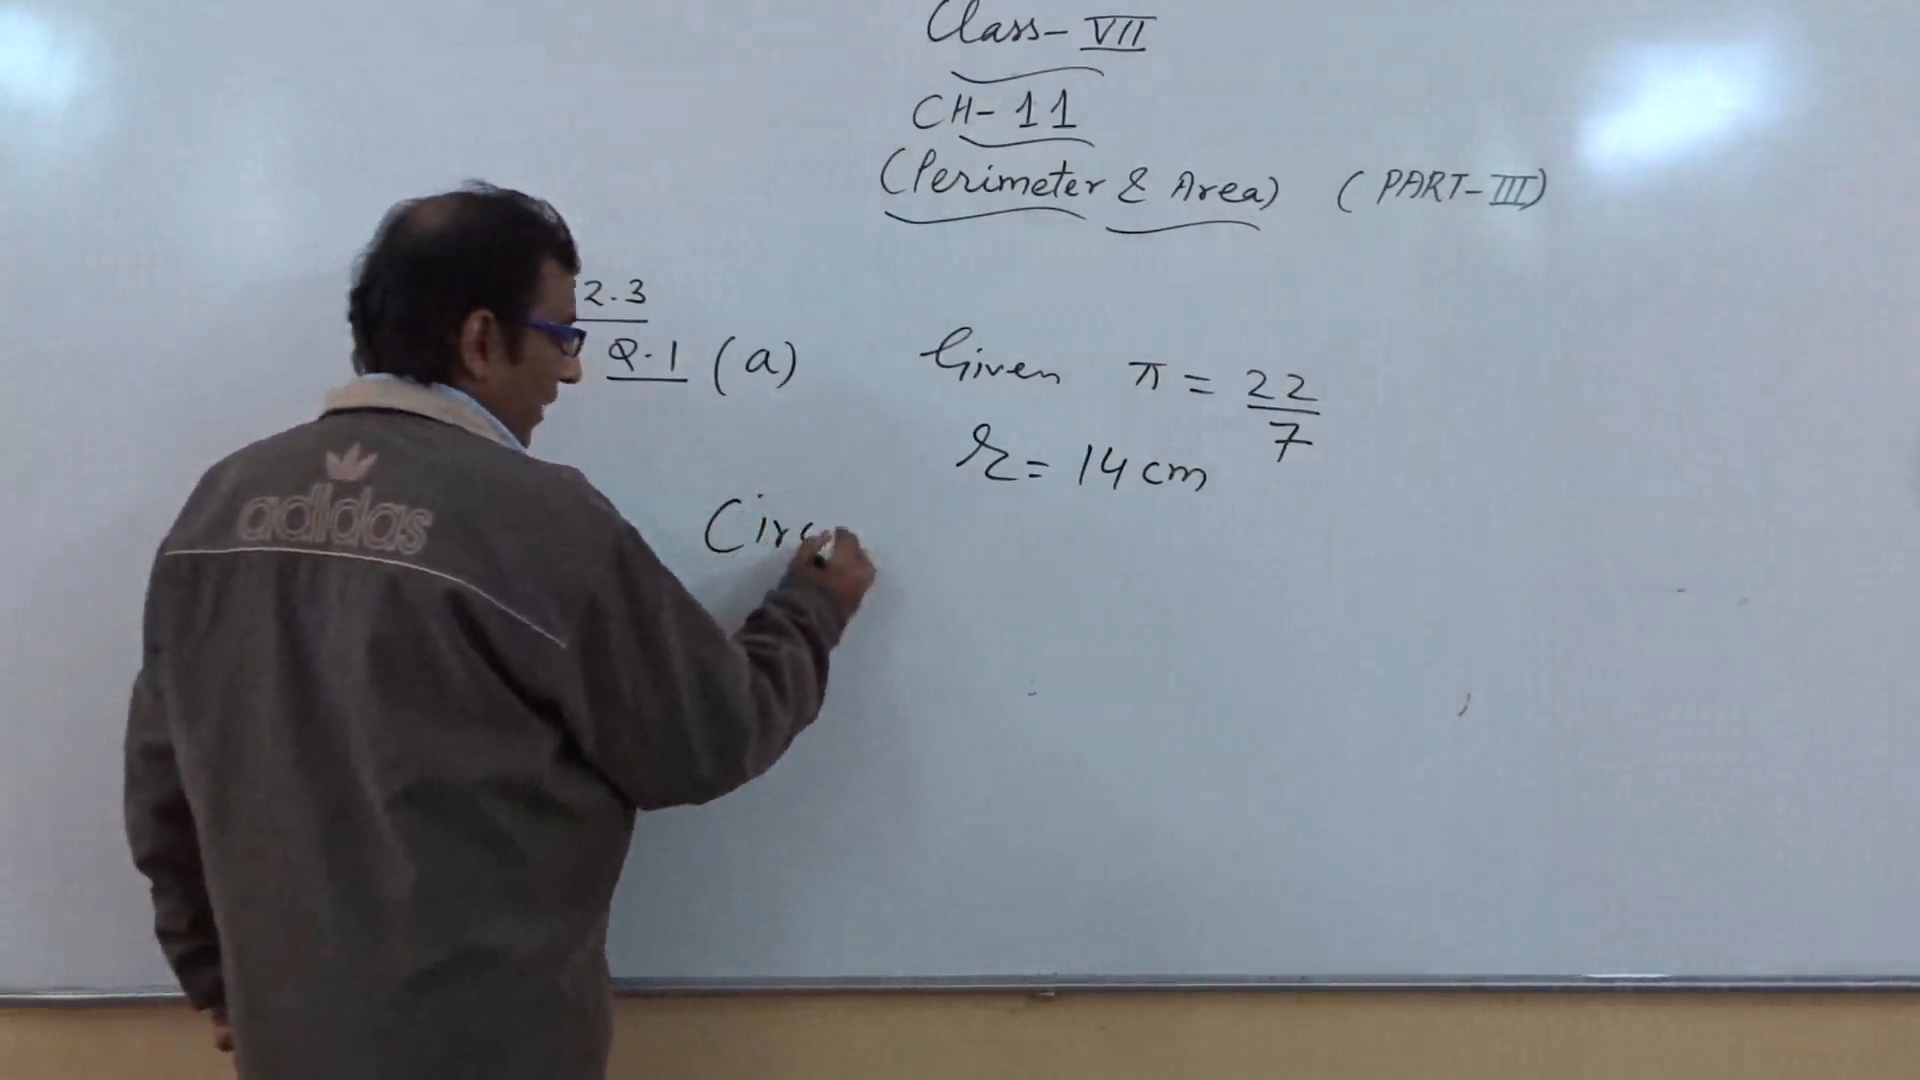 Class-VII
CH-11
(Perimeter & Area) (PART-III)
2.3
Q.1 (a) Given π = 22/7
r = 14 cm
Circ
adidas